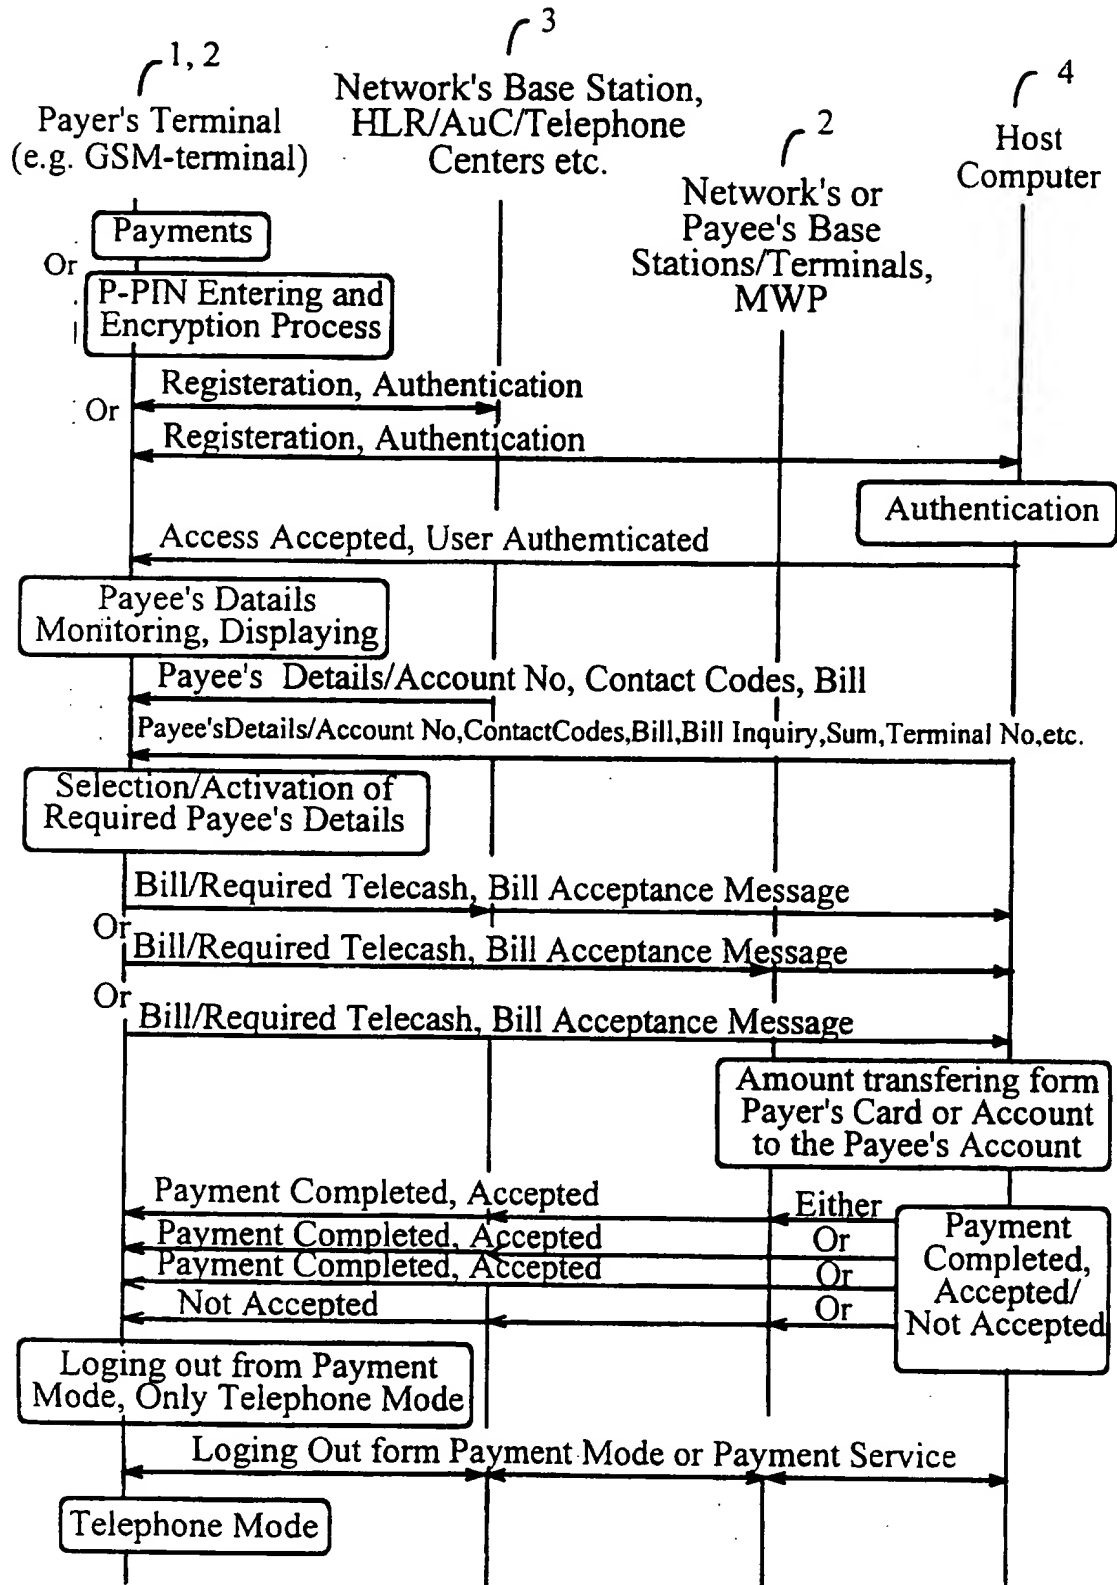 1, 2
Payer's Terminal
(e.g. GSM-terminal)
3
Network's Base Station,
HLR/AuC/Telephone
Centers etc.
2
Network's or
Payee's Base
Stations/Terminals,
MWP
4
Host
Computer
Payments
Or
P-PIN Entering and
Encryption Process
Registeration, Authentication
Or
Registeration, Authentication
Authentication
Access Accepted, User Authemticated
Payee's Datails
Monitoring, Displaying
Payee's Details/Account No, Contact Codes, Bill
Payee'sDetails/Account No,ContactCodes,Bill,Bill Inquiry,Sum,Terminal No,etc.
Selection/Activation of
Required Payee's Details
Bill/Required Telecash, Bill Acceptance Message
Or
Bill/Required Telecash, Bill Acceptance Message
Or
Bill/Required Telecash, Bill Acceptance Message
Amount transfering form
Payer's Card or Account
to the Payee's Account
Payment Completed, Accepted
Either
Payment Completed, Accepted
Or
Payment Completed, Accepted
Or
Not Accepted
Or
Payment
Completed,
Accepted/
Not Accepted
Loging out from Payment
Mode, Only Telephone Mode
Loging Out form Payment Mode or Payment Service
Telephone Mode